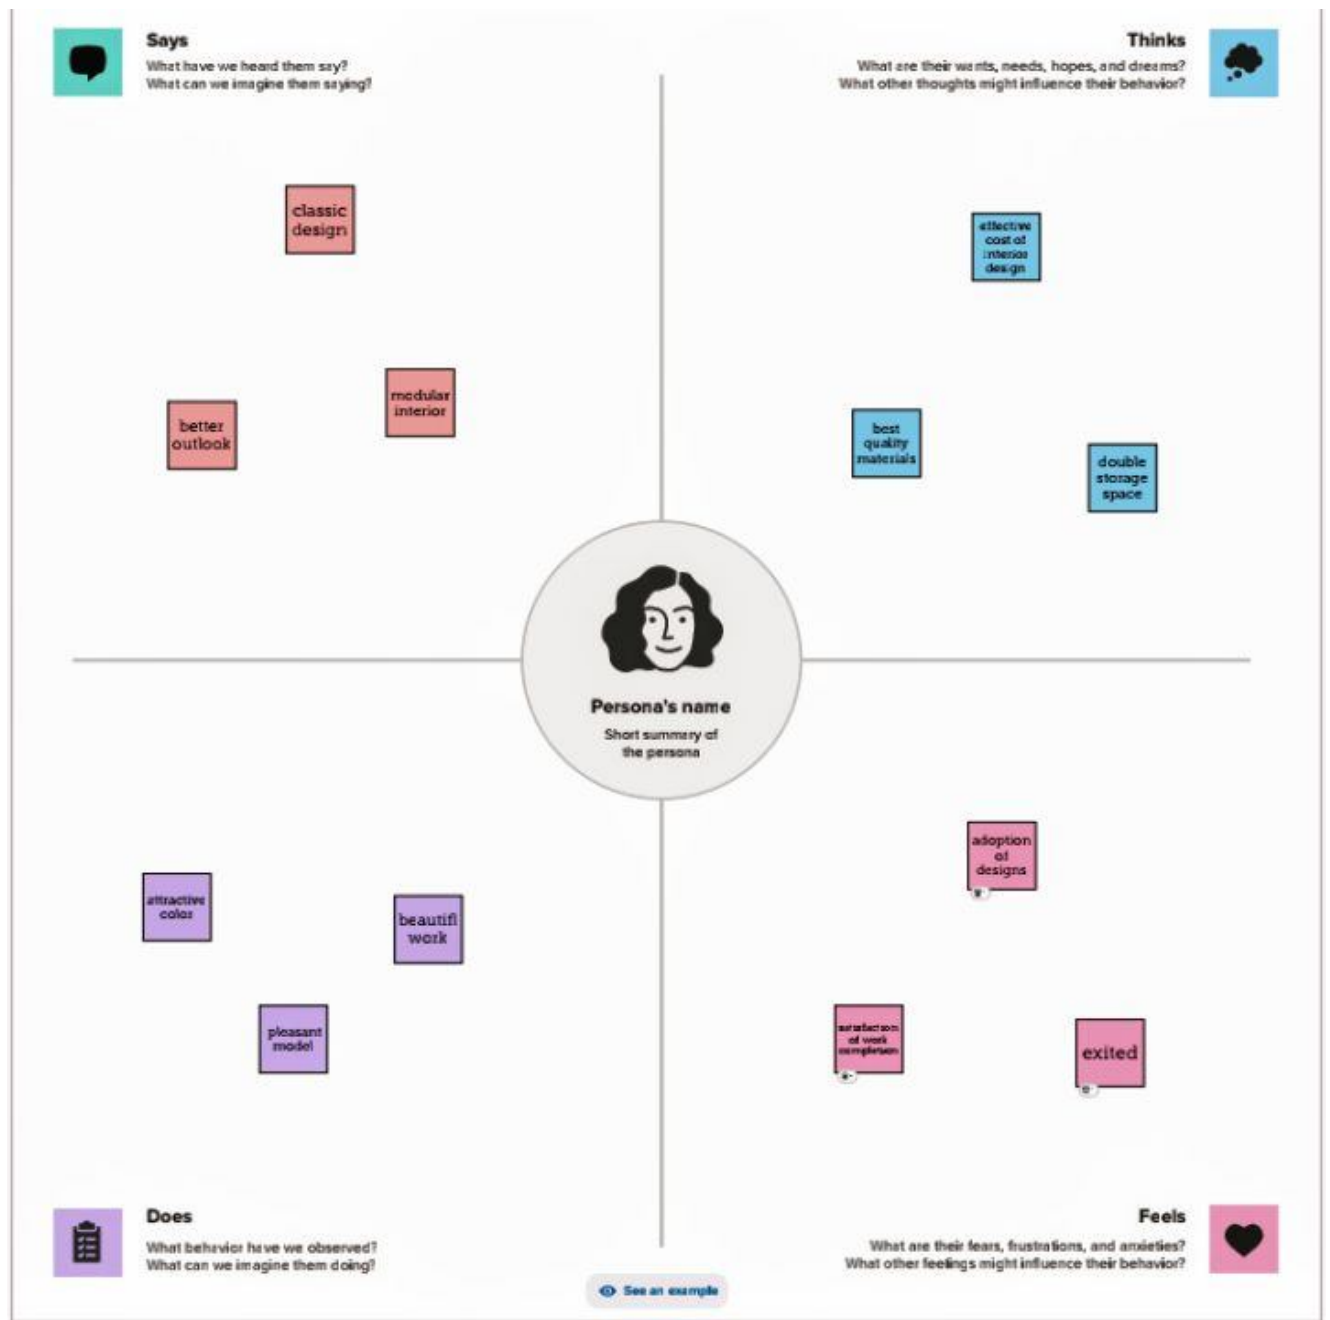 Says
What have we heard them say?
What can we imagine them saying?
Thinks
What are their wants, needs, hopes, and dreams?
What other thoughts might influence their behavior?
classic
design
better
outlook
modular
interior
effective
cost of
interior
design
best
quality
materials
double
storage
space
Persona's name
Short summary of
the persona
attractive
color
beautifl
work
pleasant
model
adoption
of
designs
satisfaction
of work
completion
exited
Does
What behavior have we observed?
What can we imagine them doing?
Feels
What are their fears, frustrations, and anxieties?
What other feelings might influence their behavior?
See an example